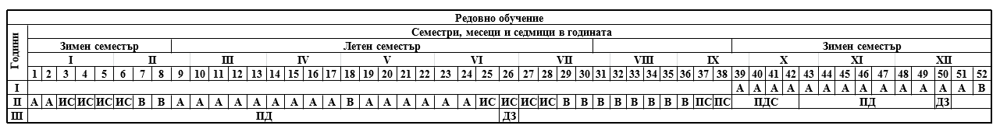 Редовно обучение
Години
Семестри, месеци и седмици в годината
Зимен семестър Летен семестър Зимен семестър
I II III IV V VI VII VIII IX X XI XII
1 2 3 4 5 6 7 8 9 10 11 12 13 14 15 16 17 18 19 20 21 22 23 24 25 26 27 28 29 30 31 32 33 34 35 36 37 38 39 40 41 42 43 44 45 46 47 48 49 50 51 52
I А А А А А А А А А А А А А В
II А А ИС ИС ИС ИС В В А А А А А А А А А В А А А А А А ИС ИС ИС ИС В В В В В В В В ПС ПС ПДС ПД ДЗ
III ПД ДЗ